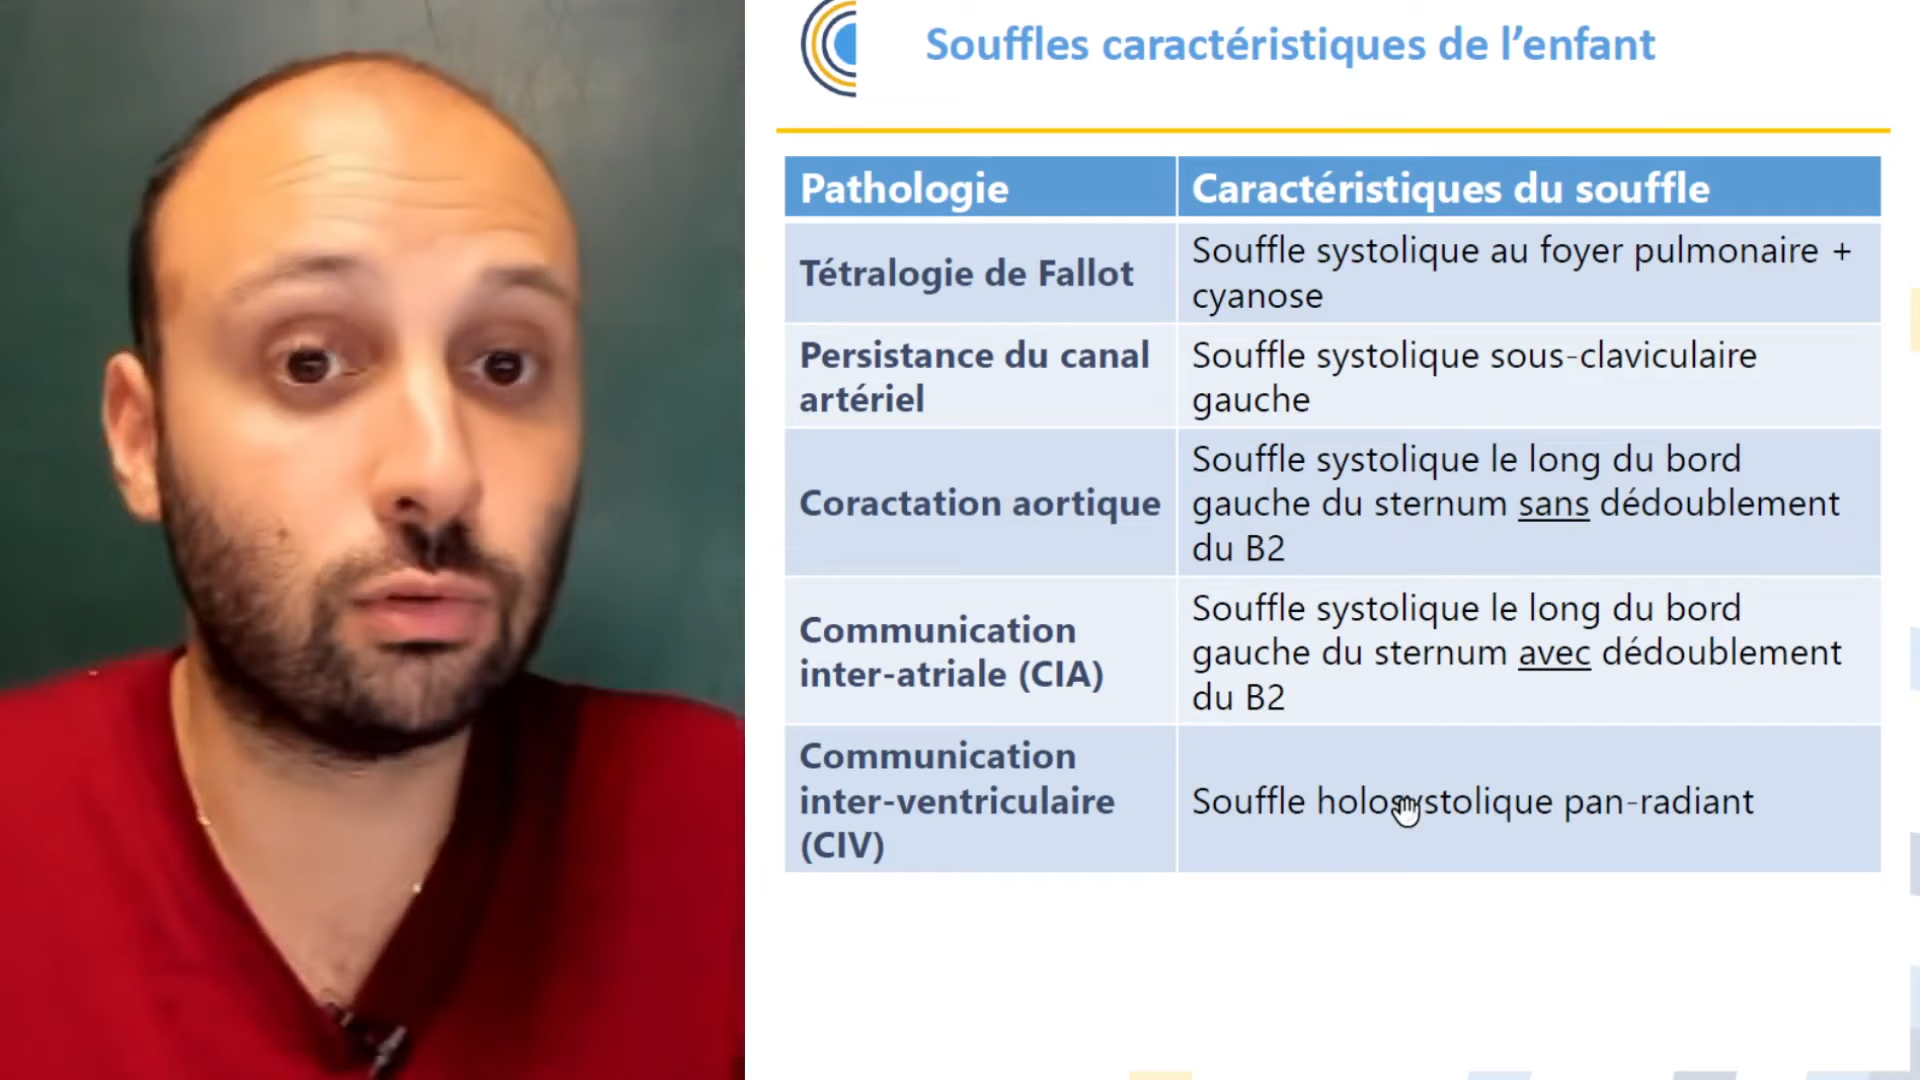 Souffles caractéristiques de l’enfant
Pathologie
Caractéristiques du souffle
Tétralogie de Fallot
Souffle systolique au foyer pulmonaire +
cyanose
Persistance du canal
artériel
Souffle systolique sous-claviculaire
gauche
Coractation aortique
Souffle systolique le long du bord
gauche du sternum sans dédoublement
du B2
Communication
inter-atriale (CIA)
Souffle systolique le long du bord
gauche du sternum avec dédoublement
du B2
Communication
inter-ventriculaire
(CIV)
Souffle holosystolique pan-radiant